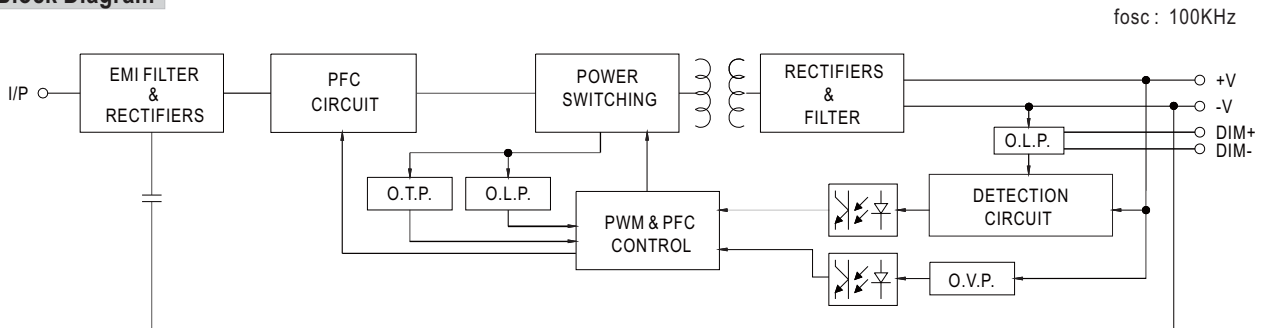 Block Diagram
fosc : 100KHz
I/P
EMI FILTER
&
RECTIFIERS
PFC
CIRCUIT
POWER
SWITCHING
RECTIFIERS
&
FILTER
+V
-V
DIM+
DIM-
O.L.P.
O.T.P.
O.L.P.
PWM & PFC
CONTROL
DETECTION
CIRCUIT
O.V.P.